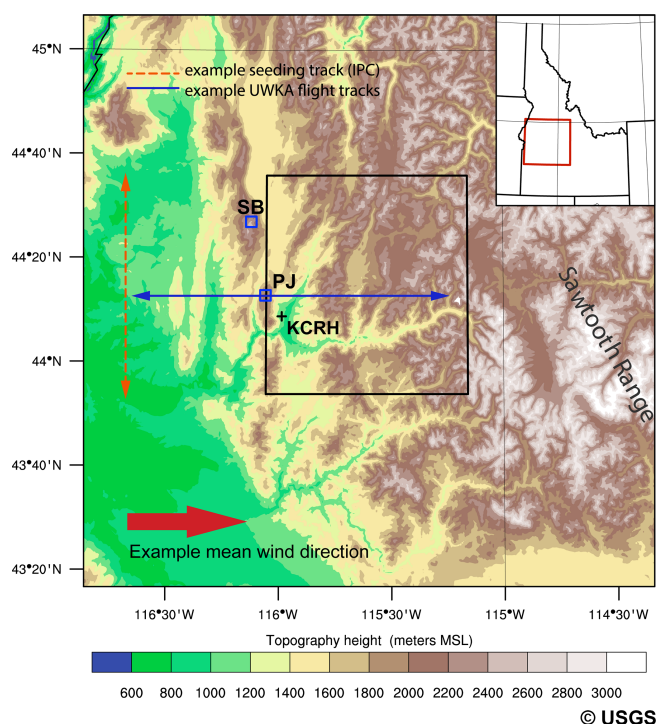 45°N
example seeding track (IPC)
example UWKA flight tracks
44°40'N
SB
44°20'N
PJ
KCRH
Sawtooth Range
44°N
43°40'N
Example mean wind direction
43°20'N
116°30'W 116°W 115°30'W 115°W 114°30'W
Topography height (meters MSL)
600 800 1000 1200 1400 1600 1800 2000 2200 2400 2600 2800 3000
© USGS